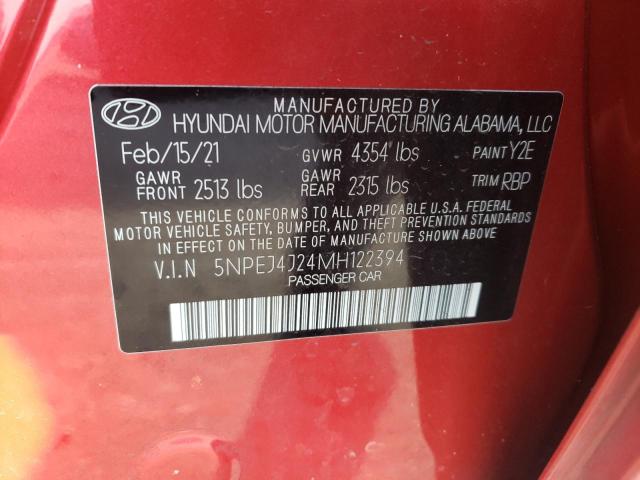 MANUFACTURED BY
HYUNDAI MOTOR MANUFACTURING ALABAMA, LLC
Feb/15/21 GVWR 4354 lbs PAINT Y2E
GAWR FRONT 2513 lbs GAWR REAR 2315 lbs TRIM RBP
THIS VEHICLE CONFORMS TO ALL APPLICABLE U.S.A. FEDERAL
MOTOR VEHICLE SAFETY, BUMPER, AND THEFT PREVENTION STANDARDS
IN EFFECT ON THE DATE OF MANUFACTURE SHOWN ABOVE.
V.I.N 5NPEJ4J24MH122394
PASSENGER CAR